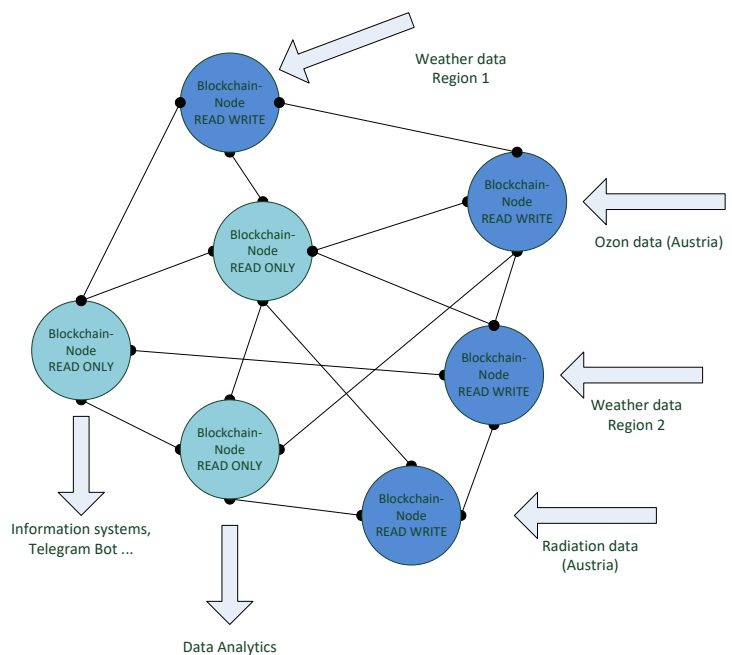 Weather data
Region 1
Blockchain-
Node
READ WRITE
Blockchain-
Node
READ WRITE
Ozon data (Austria)
Blockchain-
Node
READ ONLY
Blockchain-
Node
READ ONLY
Blockchain-
Node
READ WRITE
Weather data
Region 2
Blockchain-
Node
READ ONLY
Blockchain-
Node
READ WRITE
Radiation data
(Austria)
Information systems,
Telegram Bot ...
Data Analytics